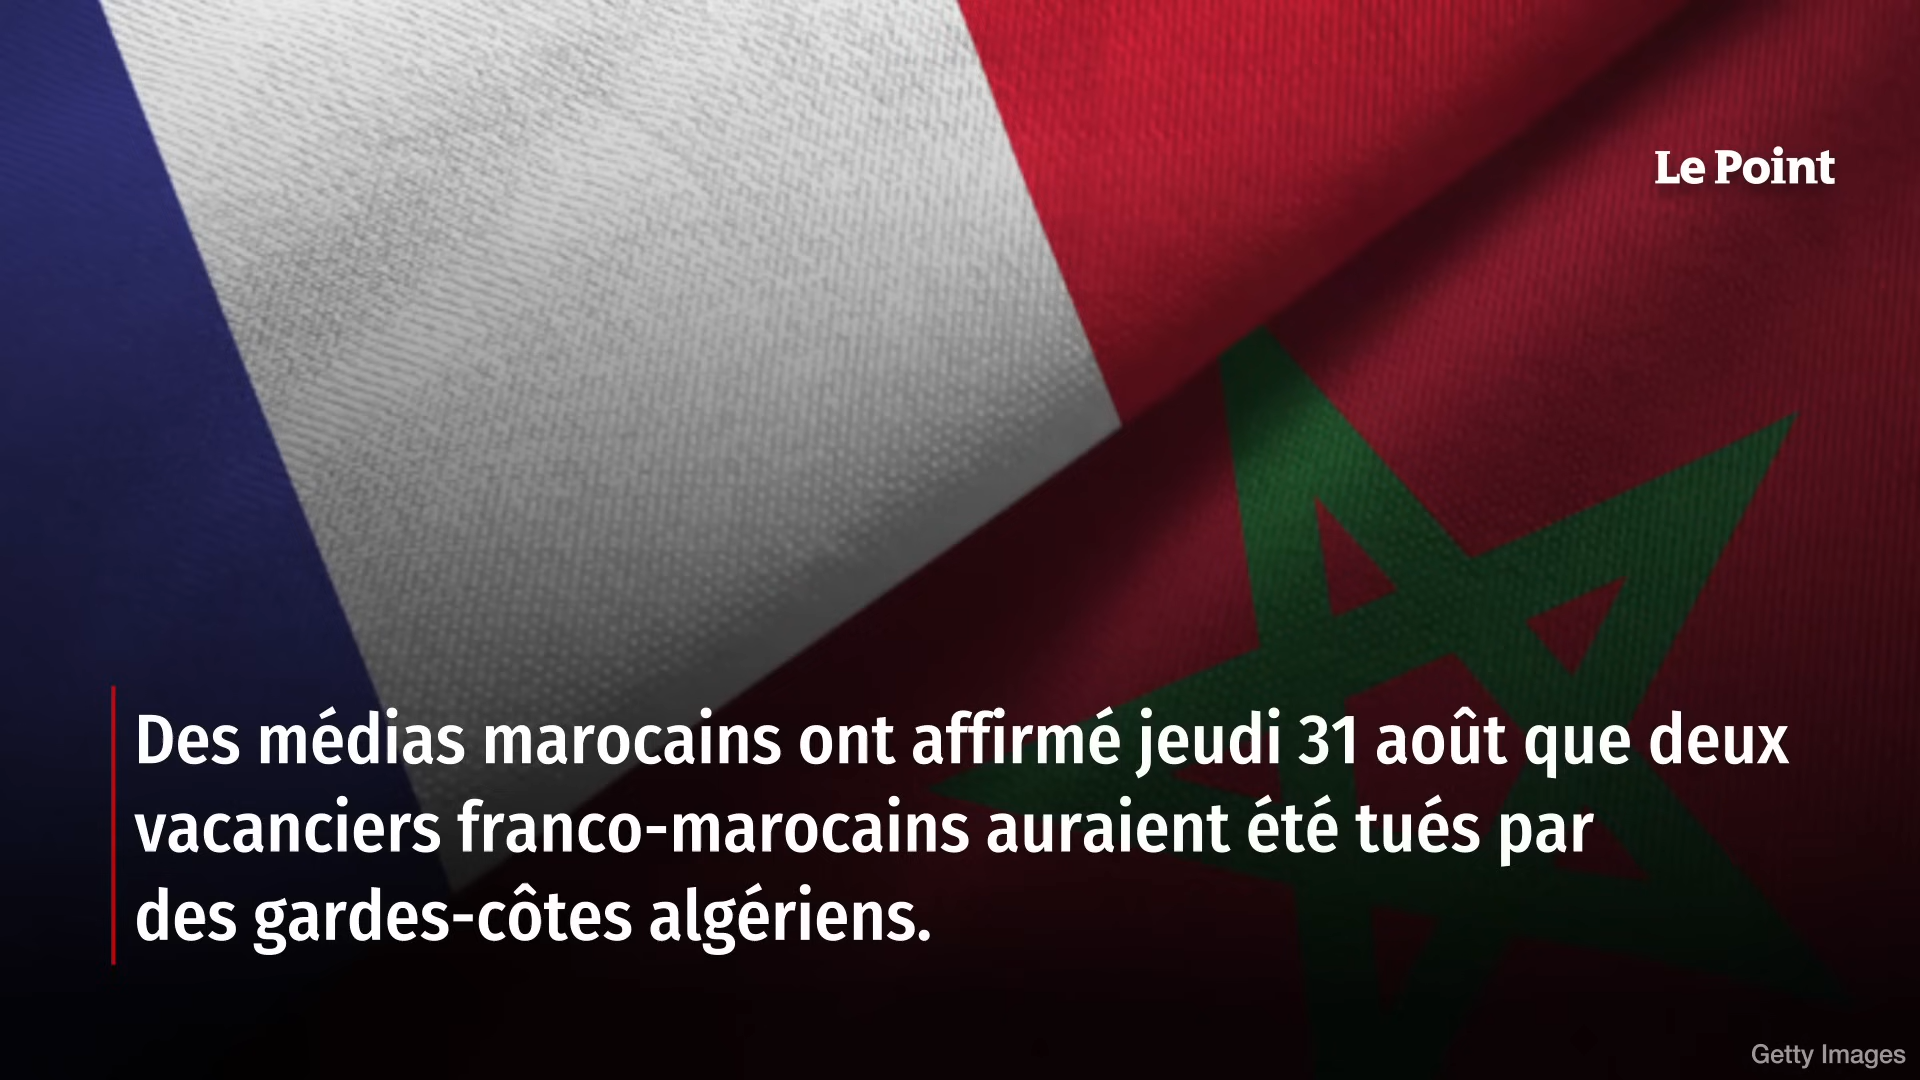 Le Point
Des médias marocains ont affirmé jeudi 31 août que deux
vacanciers franco-marocains auraient été tués par
des gardes-côtes algériens.
Getty Images